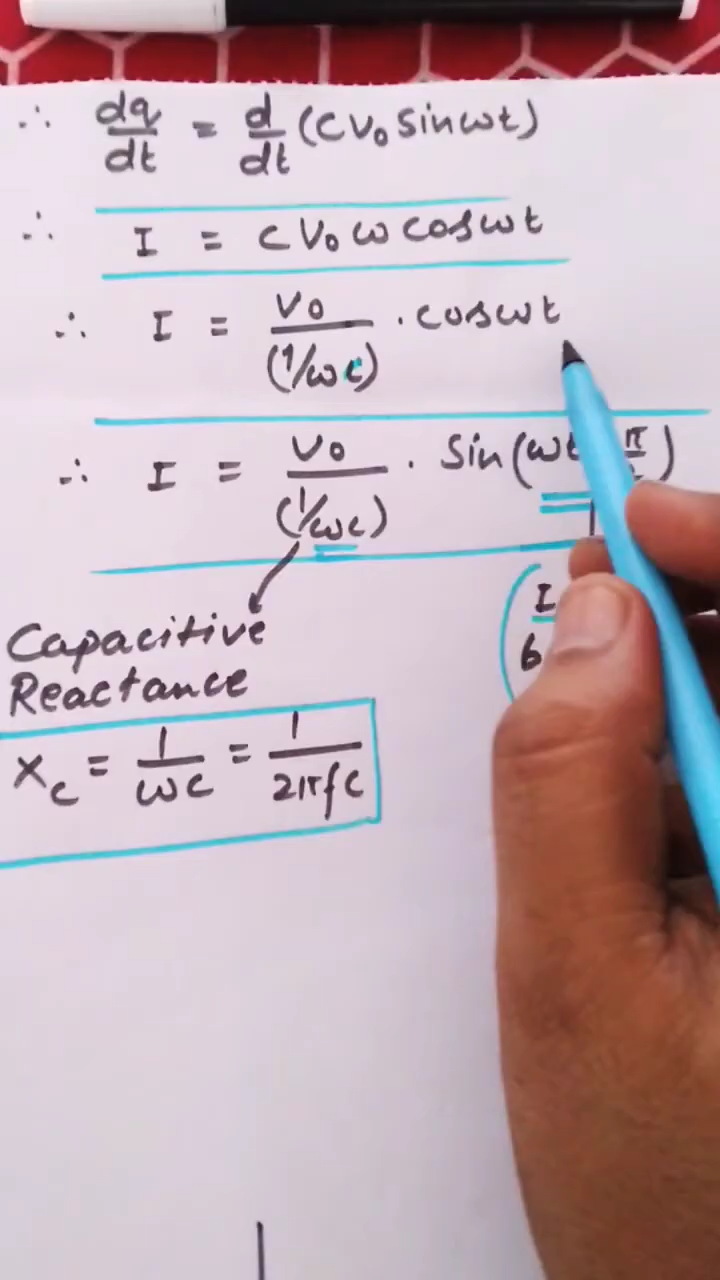 ∴ dq/dt = d/dt (CV₀ sinωt)
∴ I = CV₀ ω cosωt
∴ I = V₀/(1/ωC) · cosωt
∴ I = V₀/(1/ωC) · Sin(ωt π/
Capacitive
Reactance
I
X_C = 1/ωC = 1/2πfC